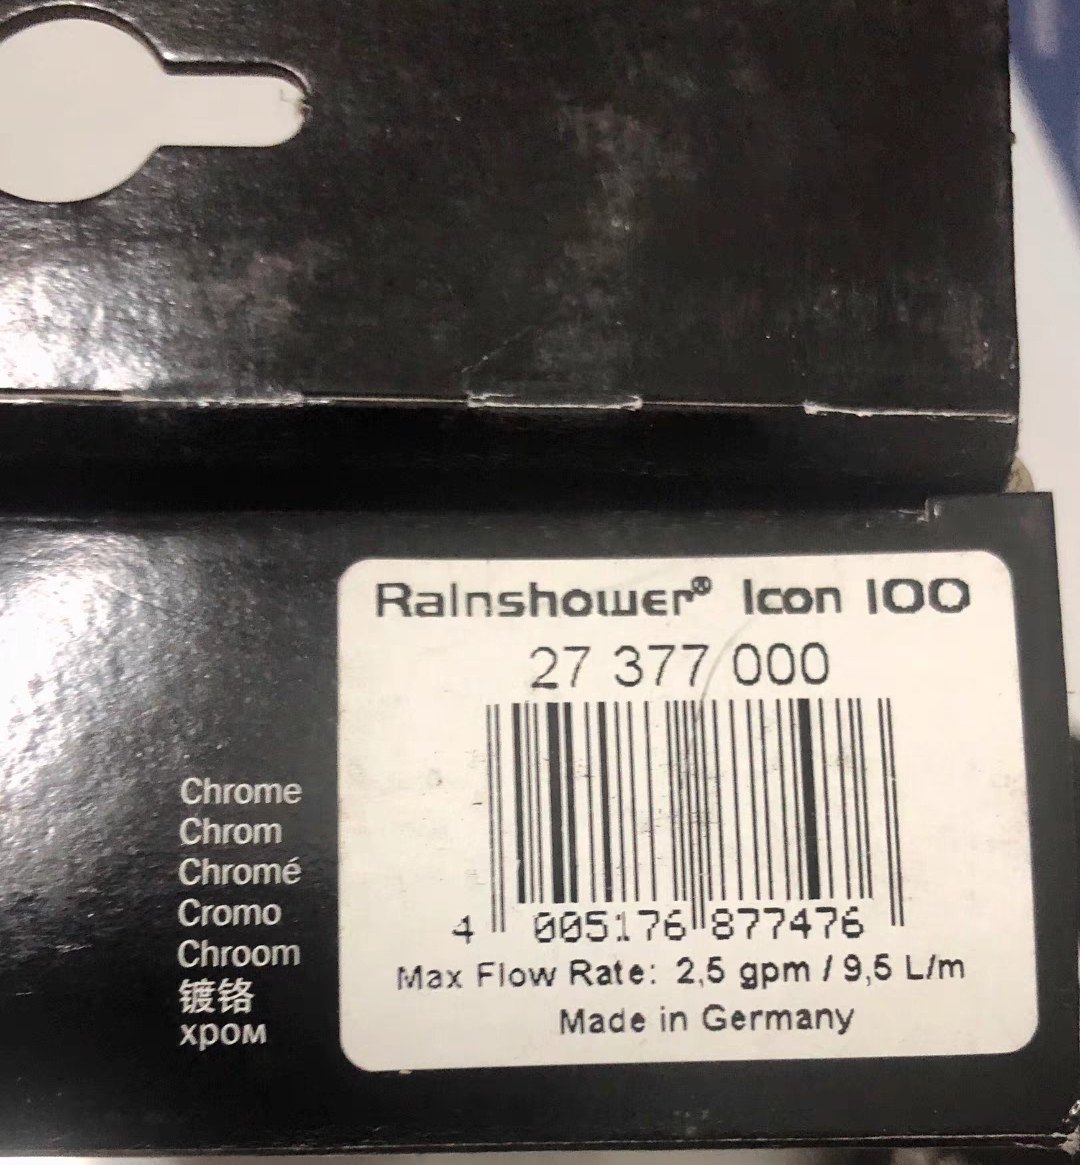 Rainshower® Icon 100
27 377 000
4 005176 877476
Max Flow Rate: 2,5 gpm / 9,5 L/m
Made in Germany
Chrome
Chrom
Chromé
Cromo
Chroom
镀铬
хром